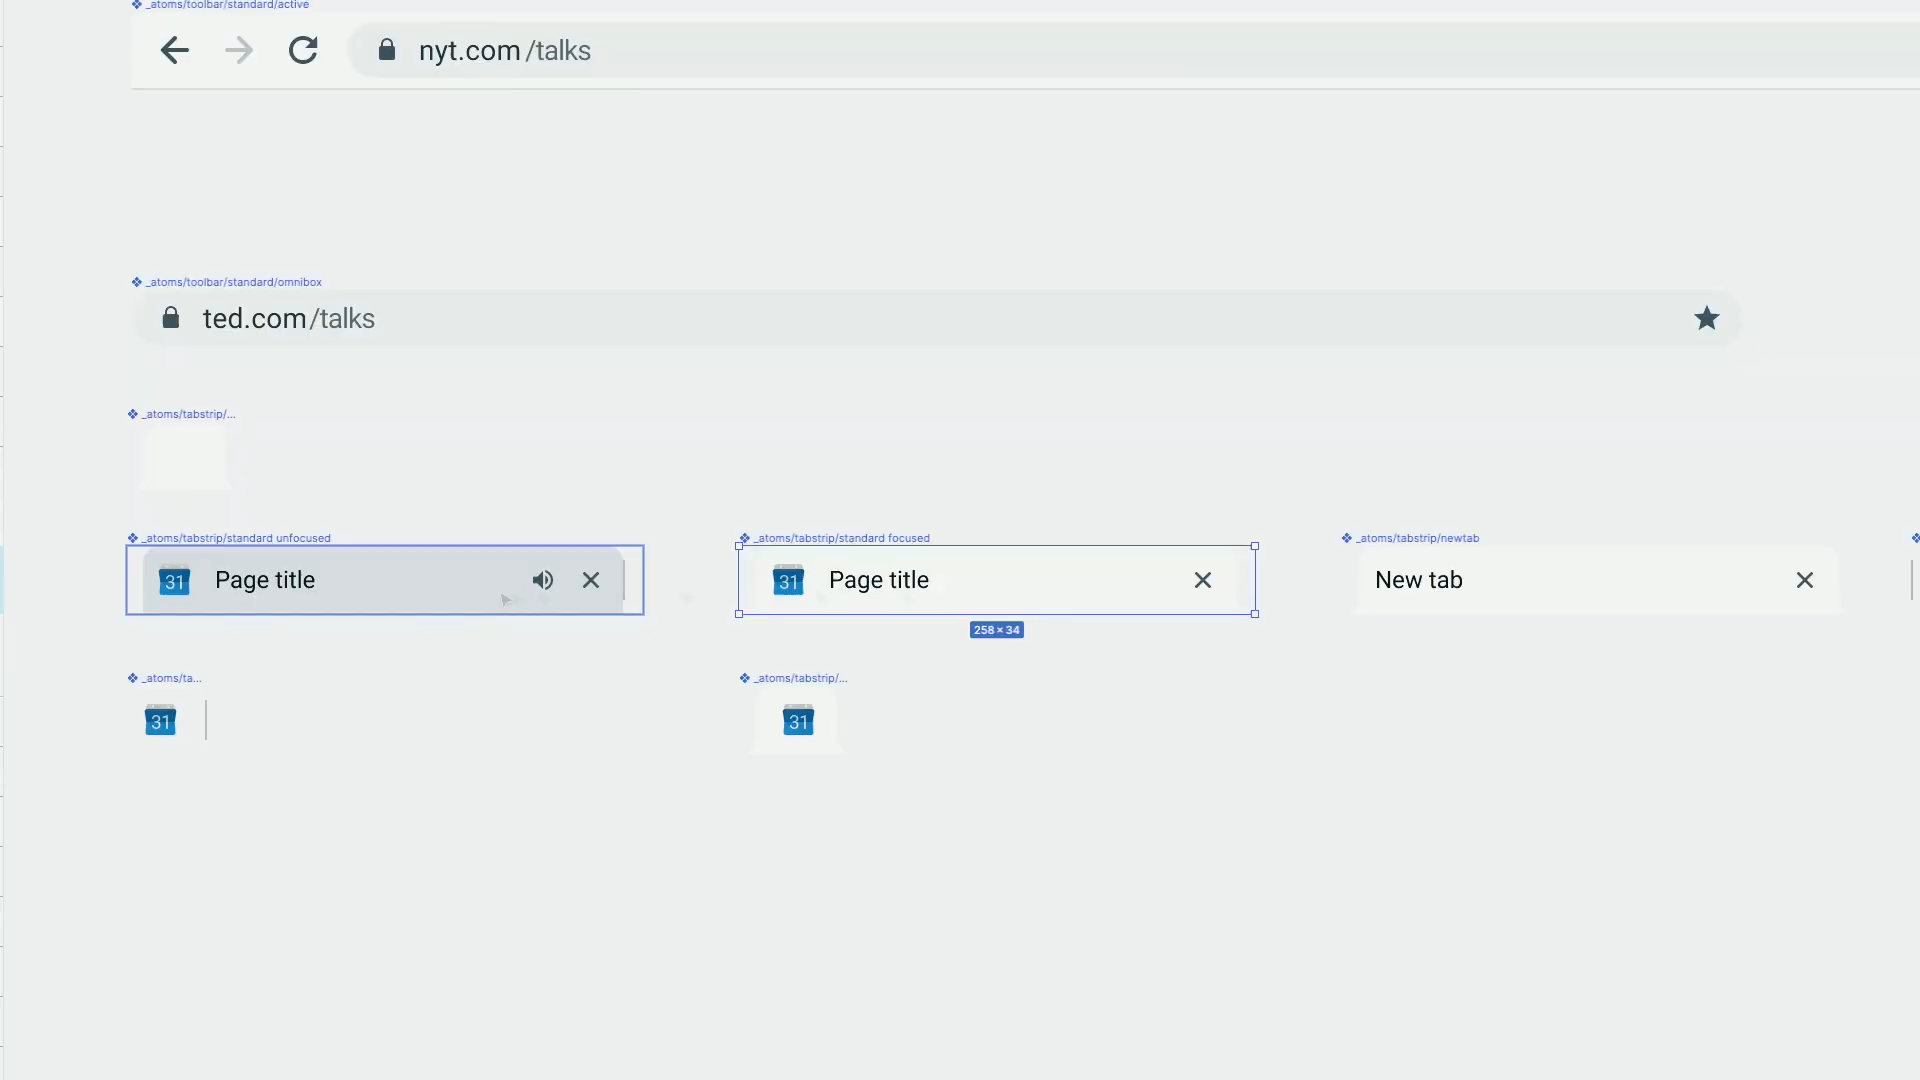 _atoms/toolbar/standard/active
nyt.com/talks
_atoms/toolbar/standard/omnibox
ted.com/talks
_atoms/tabstrip/...
_atoms/tabstrip/standard unfocused
_atoms/tabstrip/standard focused
_atoms/tabstrip/newtab
31 Page title
31 Page title
New tab
258 × 34
_atoms/ta...
_atoms/tabstrip/...
31
31